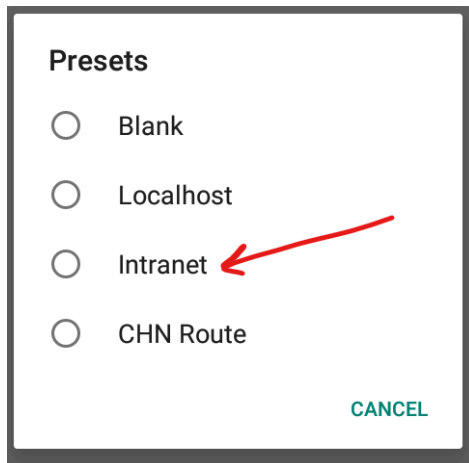 Presets
Blank
Localhost
Intranet
CHN Route
CANCEL